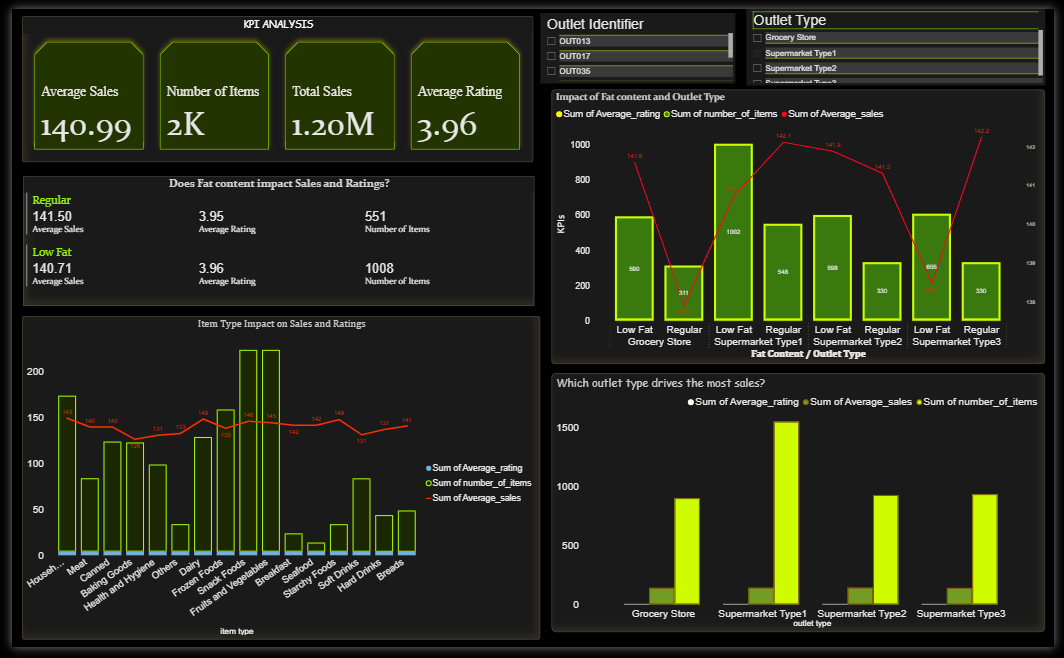 KPI ANALYSIS
Average Sales
140.99
Number of Items
2K
Total Sales
1.20M
Average Rating
3.96
Outlet Identifier
OUT013
OUT017
OUT035
Outlet Type
Grocery Store
Supermarket Type1
Supermarket Type2
Does Fat content impact Sales and Ratings?
Regular
141.50 3.95 551
Average Sales Average Rating Number of Items
Low Fat
140.71 3.96 1008
Average Sales Average Rating Number of Items
Impact of Fat content and Outlet Type
Sum of Average_rating Sum of number_of_items Sum of Average_sales
KPIs
1000
800
600
400
200
0
142
141
140
139
138
141.6 142.1 141.9 141.3 142.2
590 311 1002 546 598 330 605 330
Low Fat Regular Low Fat Regular Low Fat Regular Low Fat Regular
Grocery Store Supermarket Type1 Supermarket Type2 Supermarket Type3
Fat Content / Outlet Type
Item Type Impact on Sales and Ratings
200
150
100
50
0
149 140 140 129 131 133 149 139 146 145 142 142 148 131 137 141
Sum of Average_rating
Sum of number_of_items
Sum of Average_sales
Househ... Meat Canned Baking Goods Health and Hygiene Others Dairy Frozen Foods Snack Foods Fruits and Vegetables Breakfast Seafood Starchy Foods Soft Drinks Hard Drinks Breads
item type
Which outlet type drives the most sales?
Sum of Average_rating Sum of Average_sales Sum of number_of_items
1500
1000
500
0
Grocery Store Supermarket Type1 Supermarket Type2 Supermarket Type3
outlet type